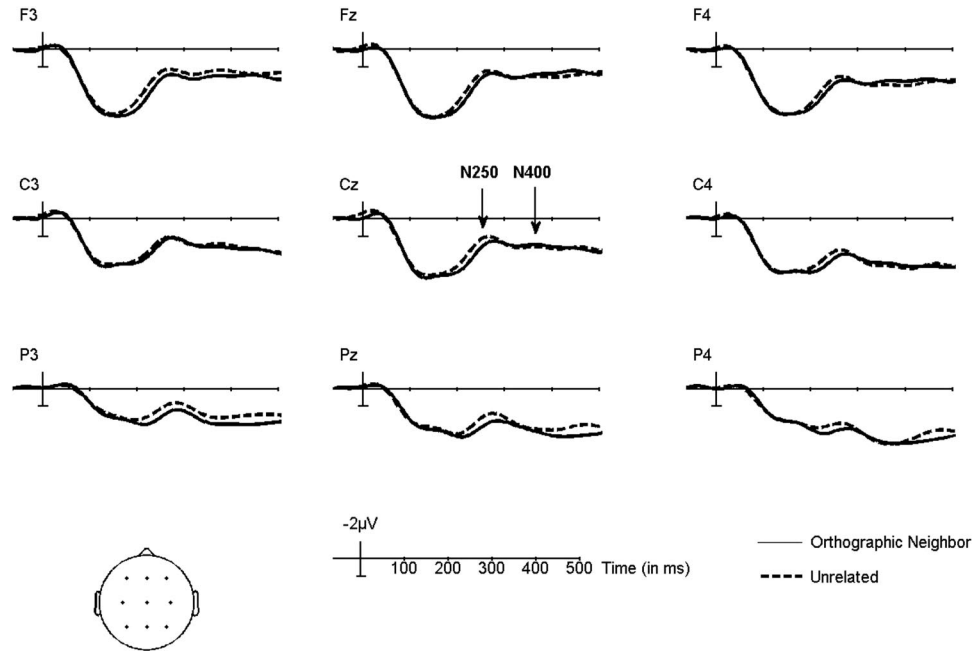 F3 Fz F4
C3 Cz N250 N400 C4
P3 Pz P4
-2µV
100 200 300 400 500 Time (in ms)
Orthographic Neighbor
Unrelated